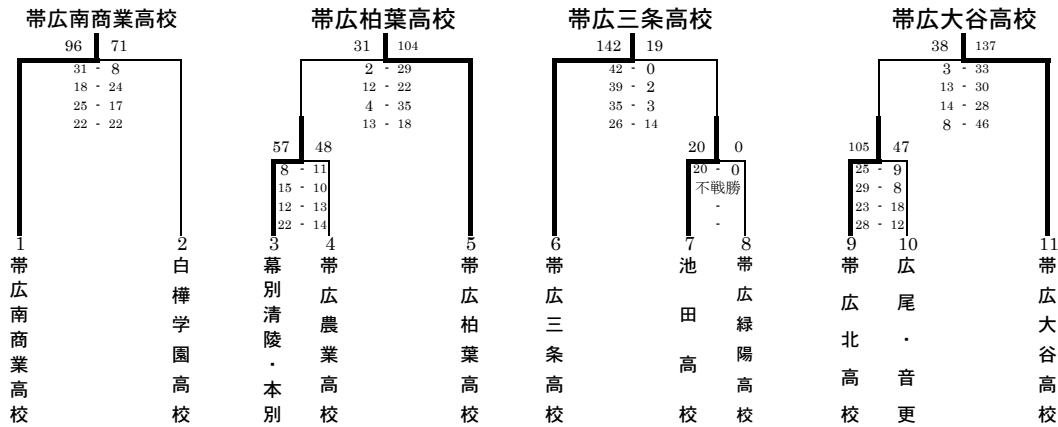 帯広南商業高校 帯広柏葉高校 帯広三条高校 帯広大谷高校
96 71 31 104 142 19 38 137
31 - 8 2 - 29 42 - 0 3 - 33
18 - 24 12 - 22 39 - 2 13 - 30
25 - 17 4 - 35 35 - 3 14 - 28
22 - 22 13 - 18 26 - 14 8 - 46
57 48 20 0 105 47
8 - 11 20 - 0 25 - 9
15 - 10 不戦勝 29 - 8
12 - 13 - 23 - 18
22 - 14 - 28 - 12
1 2 3 4 5 6 7 8 9 10 11
帯広南商業高校
白樺学園高校
幕別清陵・本別
帯広農業高校
帯広柏葉高校
帯広三条高校
池田高校
帯広緑陽高校
帯広北高校
広尾・音更
帯広大谷高校